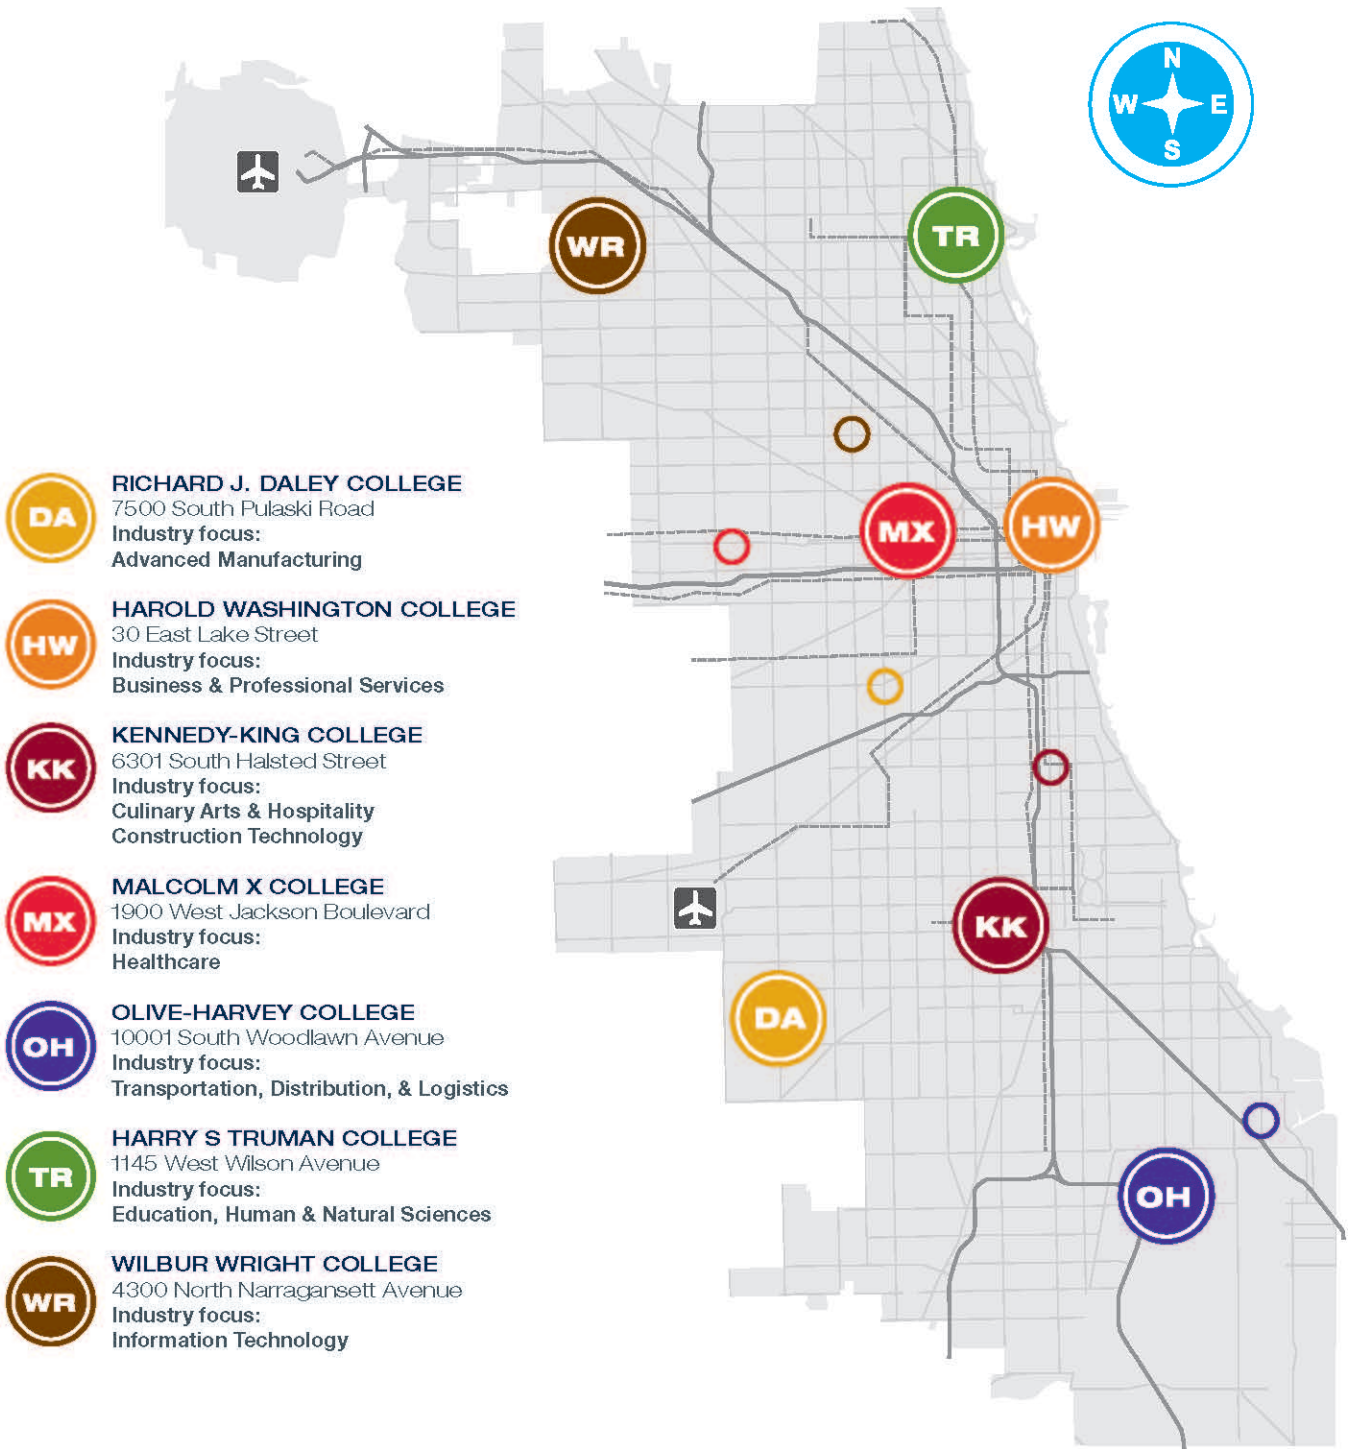 N
W E
S
WR
TR
MX
HW
KK
DA
OH
DA
RICHARD J. DALEY COLLEGE
7500 South Pulaski Road
Industry focus:
Advanced Manufacturing
HW
HAROLD WASHINGTON COLLEGE
30 East Lake Street
Industry focus:
Business & Professional Services
KK
KENNEDY-KING COLLEGE
6301 South Halsted Street
Industry focus:
Culinary Arts & Hospitality
Construction Technology
MX
MALCOLM X COLLEGE
1900 West Jackson Boulevard
Industry focus:
Healthcare
OH
OLIVE-HARVEY COLLEGE
10001 South Woodlawn Avenue
Industry focus:
Transportation, Distribution, & Logistics
TR
HARRY S TRUMAN COLLEGE
1145 West Wilson Avenue
Industry focus:
Education, Human & Natural Sciences
WR
WILBUR WRIGHT COLLEGE
4300 North Narragansett Avenue
Industry focus:
Information Technology